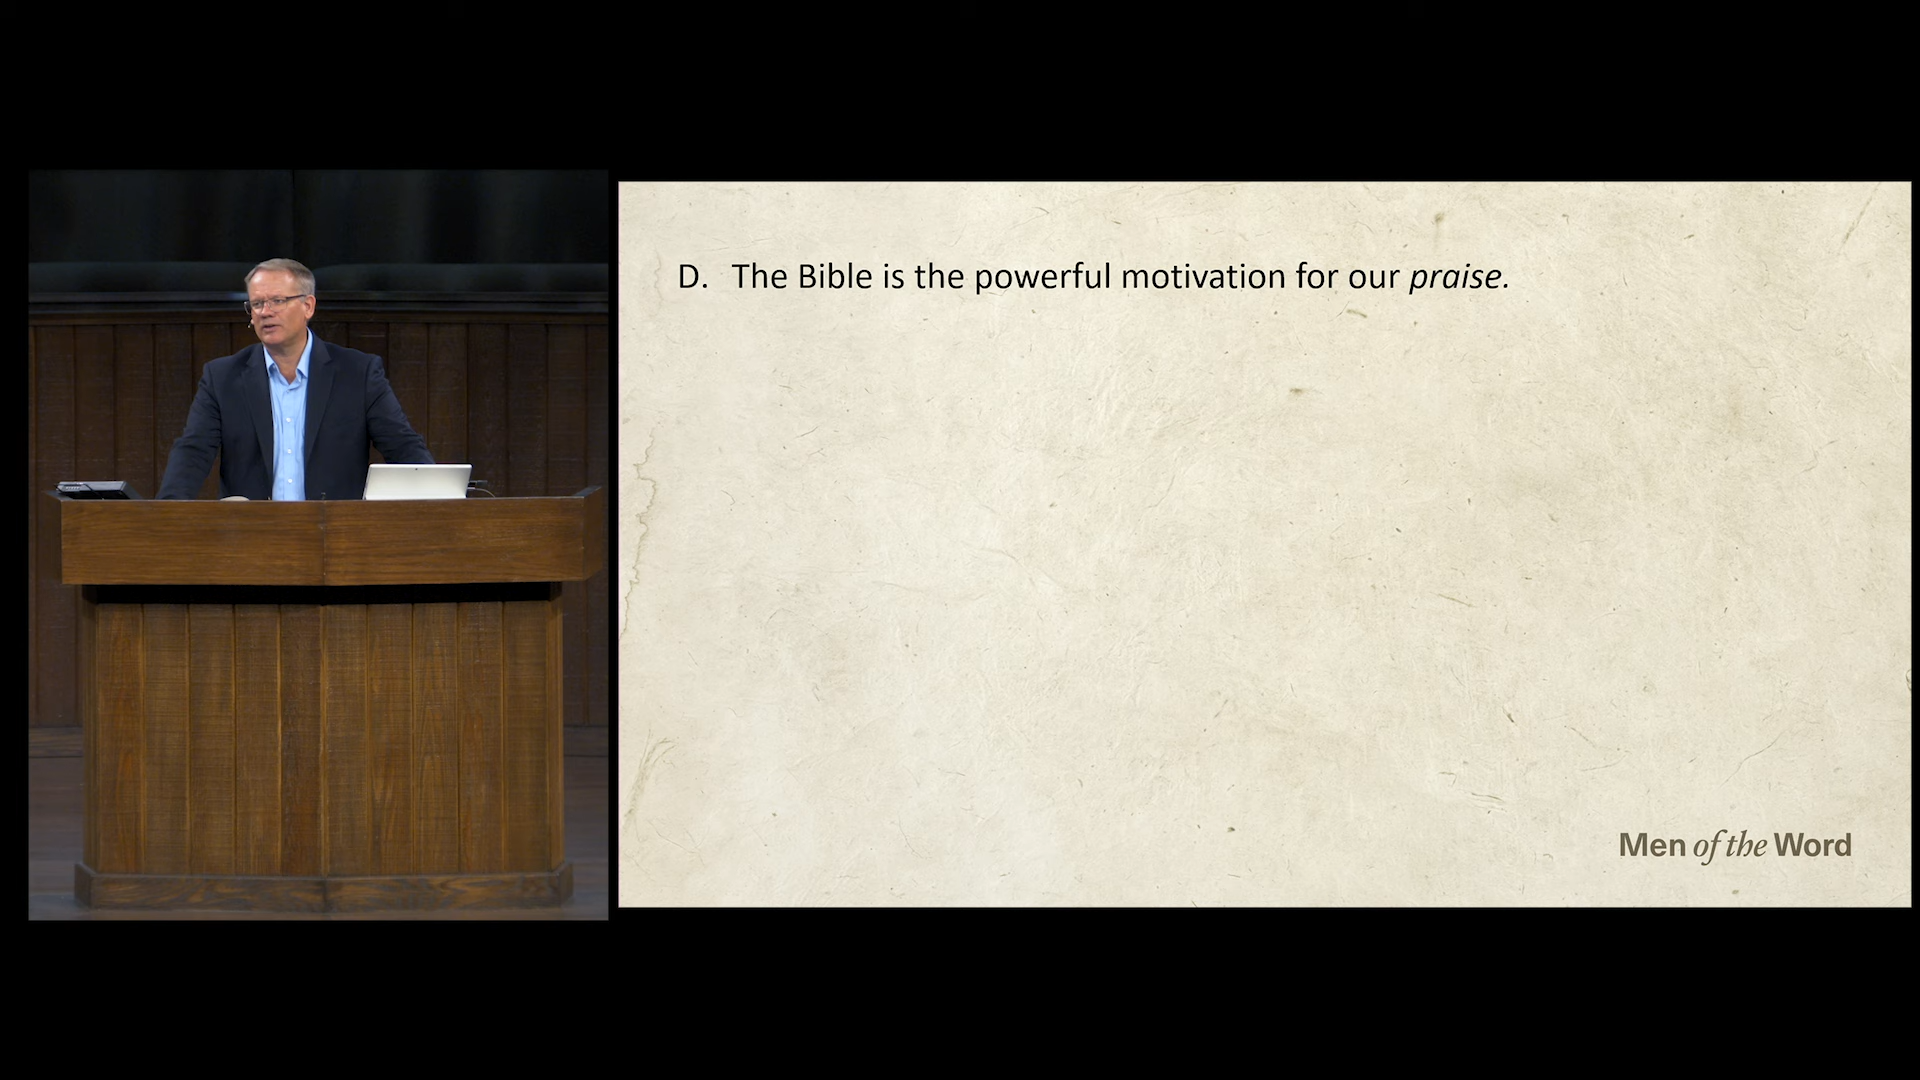 D. The Bible is the powerful motivation for our praise.
Men of the Word